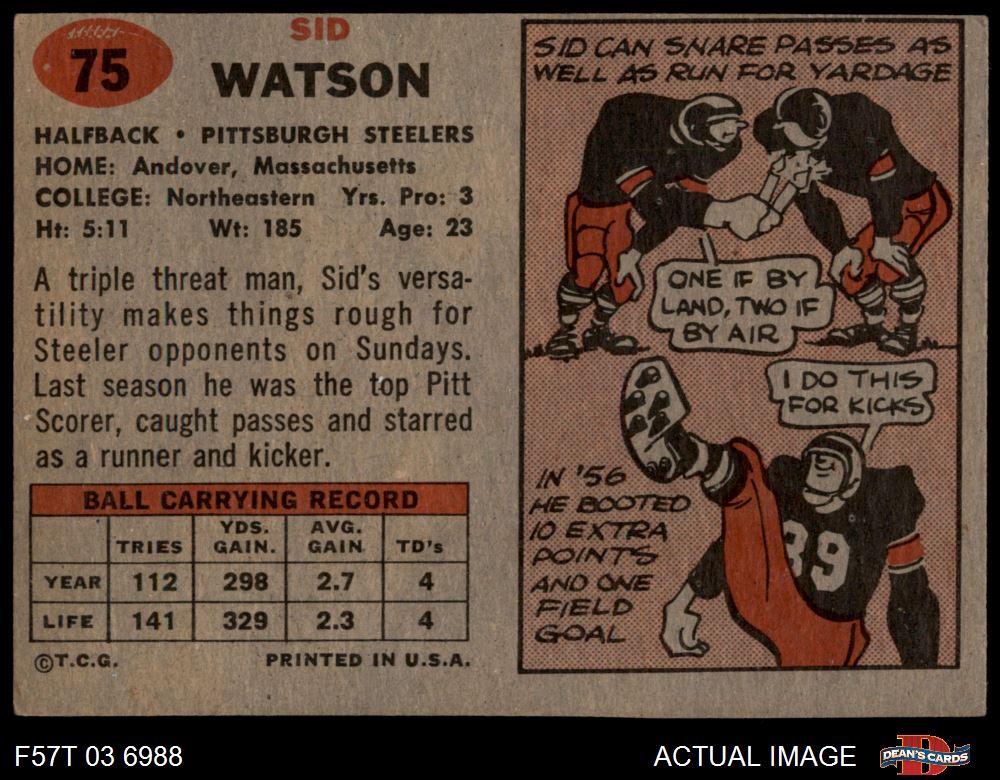 75
SID
WATSON
HALFBACK • PITTSBURGH STEELERS
HOME: Andover, Massachusetts
COLLEGE: Northeastern Yrs. Pro: 3
Ht: 5:11 Wt: 185 Age: 23
A triple threat man, Sid's versa-
tility makes things rough for
Steeler opponents on Sundays.
Last season he was the top Pitt
Scorer, caught passes and starred
as a runner and kicker.
BALL CARRYING RECORD
TRIES YDS. GAIN. AVG. GAIN TD's
YEAR 112 298 2.7 4
LIFE 141 329 2.3 4
©T.C.G. PRINTED IN U.S.A.
SID CAN SNARE PASSES AS
WELL AS RUN FOR YARDAGE
ONE IF BY
LAND, TWO IF
BY AIR
I DO THIS
FOR KICKS
IN '56
HE BOOTED
10 EXTRA
POINTS
AND ONE
FIELD
GOAL
89
F57T 03 6988
ACTUAL IMAGE
DEAN'S CARDS